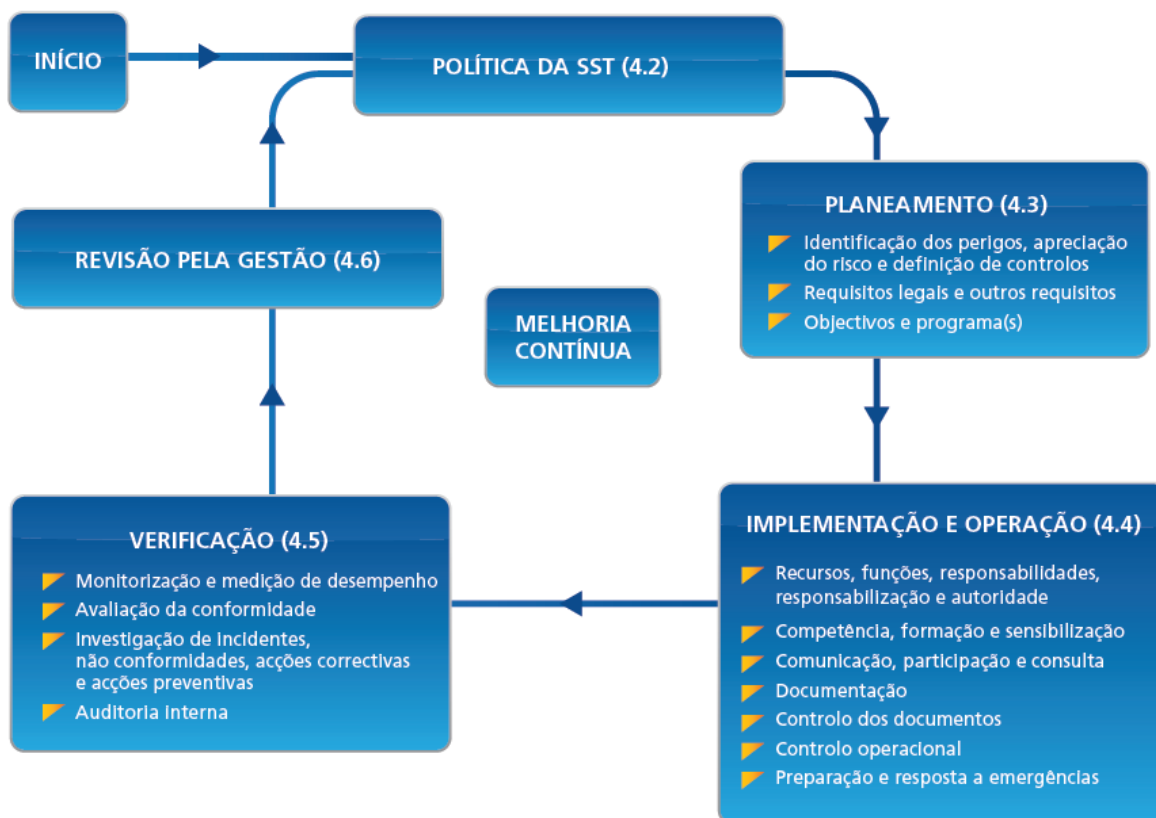 INÍCIO
POLÍTICA DA SST (4.2)
PLANEAMENTO (4.3)
Identificação dos perigos, apreciação
do risco e definição de controlos
Requisitos legais e outros requisitos
Objectivos e programa(s)
REVISÃO PELA GESTÃO (4.6)
MELHORIA
CONTÍNUA
VERIFICAÇÃO (4.5)
Monitorização e medição de desempenho
Avaliação da conformidade
Investigação de incidentes,
não conformidades, acções correctivas
e acções preventivas
Auditoria interna
IMPLEMENTAÇÃO E OPERAÇÃO (4.4)
Recursos, funções, responsabilidades,
responsabilização e autoridade
Competência, formação e sensibilização
Comunicação, participação e consulta
Documentação
Controlo dos documentos
Controlo operacional
Preparação e resposta a emergências